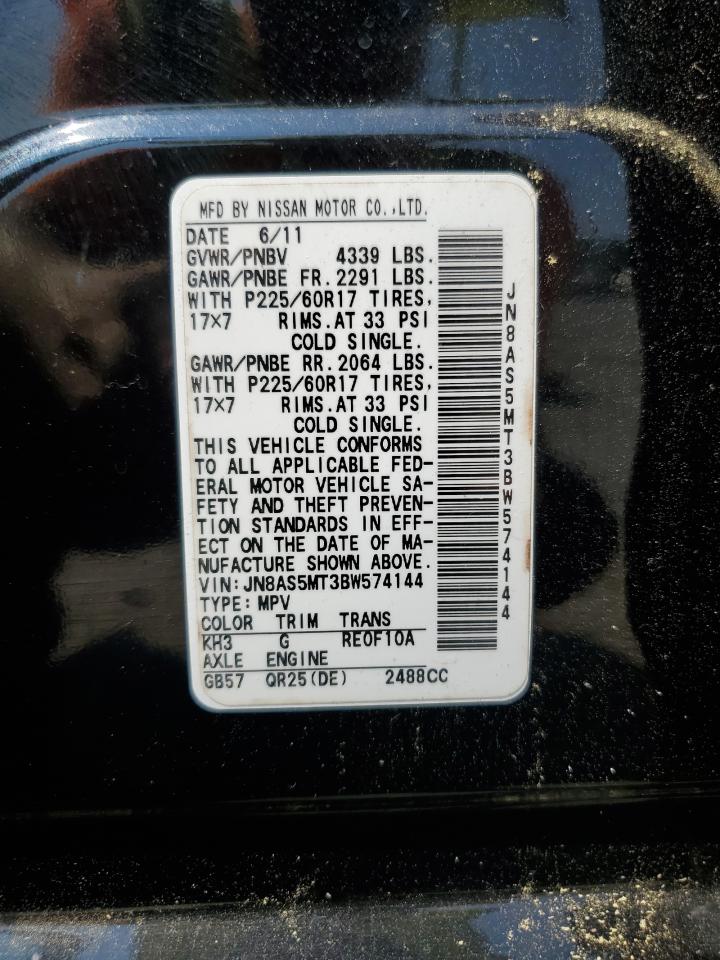 MFD BY NISSAN MOTOR CO.,LTD.
DATE 6/11
GVWR/PNBV 4339 LBS.
GAWR/PNBE FR. 2291 LBS.
WITH P225/60R17 TIRES,
17×7 RIMS.AT 33 PSI
COLD SINGLE.
GAWR/PNBE RR. 2064 LBS.
WITH P225/60R17 TIRES,
17×7 RIMS.AT 33 PSI
COLD SINGLE.
THIS VEHICLE CONFORMS
TO ALL APPLICABLE FED-
ERAL MOTOR VEHICLE SA-
FETY AND THEFT PREVEN-
TION STANDARDS IN EFF-
ECT ON THE DATE OF MA-
NUFACTURE SHOWN ABOVE.
VIN:JN8AS5MT3BW574144
TYPE:MPV
COLOR TRIM TRANS
KH3 G RE0F10A
AXLE ENGINE
GB57 QR25(DE) 2488CC
JN8AS5MT3BW574144